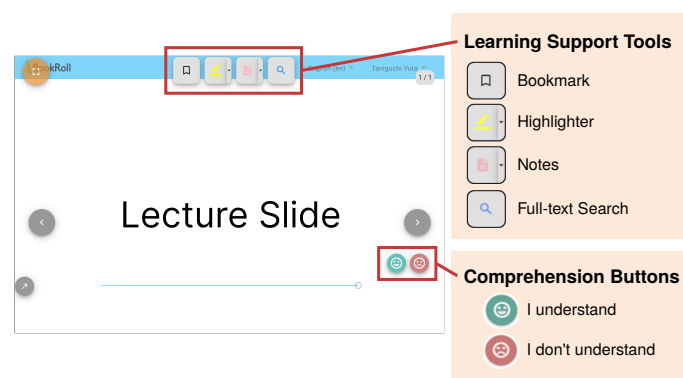 BookRoll
English (en)
Taniguchi Yuta
1 / 1
Lecture Slide
Learning Support Tools
Bookmark
Highlighter
Notes
Full-text Search
Comprehension Buttons
I understand
I don't understand